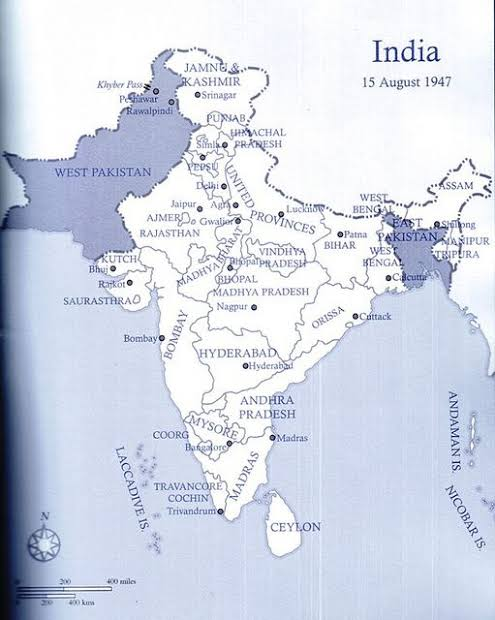 India
15 August 1947
JAMNU &
KASHMIR
Khyber Pass
Peshawar
Srinagar
Rawalpindi
PUNJAB
HIMACHAL
PRADESH
Simla
WEST PAKISTAN
PEPSU
Delhi
UNITED
PROVINCES
ASSAM
Jaipur
Agra
Lucknow
WEST
BENGAL
AJMER
Gwalior
EAST
PAKISTAN
Shillong
RAJASTHAN
Patna
BIHAR
MANIPUR
TRIPURA
KUTCH
Bhuj
MADHYA BHARAT
VINDHYA
PRADESH
WEST
BENGAL
Bhopal
BHOPAL
Rajkot
Calcutta
SAURASTHRA
MADHYA PRADESH
Nagpur
ORISSA
Cuttack
BOMBAY
Bombay
HYDERABAD
Hyderabad
ANDHRA
PRADESH
MYSORE
COORG
Bangalore
Madras
MADRAS
LACCADIVE IS.
ANDAMAN IS.
NICOBAR IS.
TRAVANCORE
COCHIN
Trivandrum
CEYLON
N
200
400 miles
200
400 kms